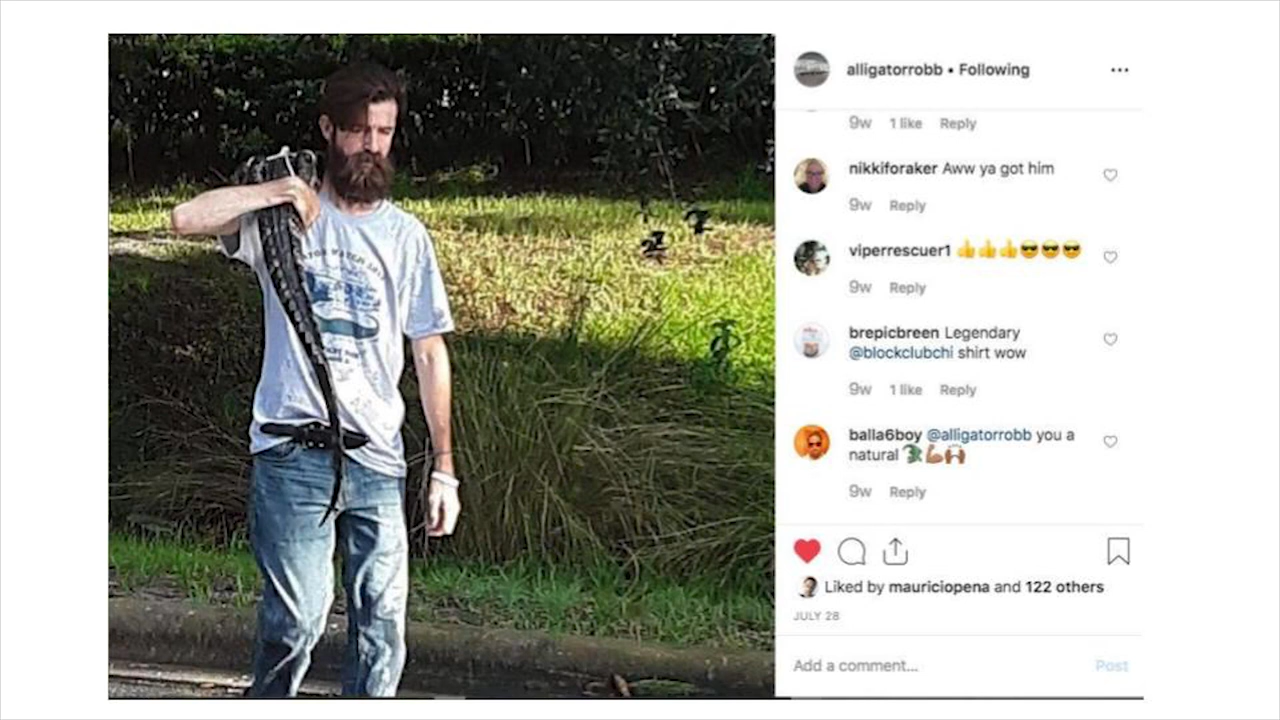 alligatorrobb • Following
9w 1 like Reply
nikkiforaker Aww ya got him
9w Reply
viperrescuer1 👍👍👍😎😎😎
9w Reply
brepicbreen Legendary
@blockclubchi shirt wow
9w 1 like Reply
balla6boy @alligatorrobb you a
natural 🐊💪🏾🙌🏾
9w Reply
Liked by mauriciopena and 122 others
JULY 28
Add a comment...
Post